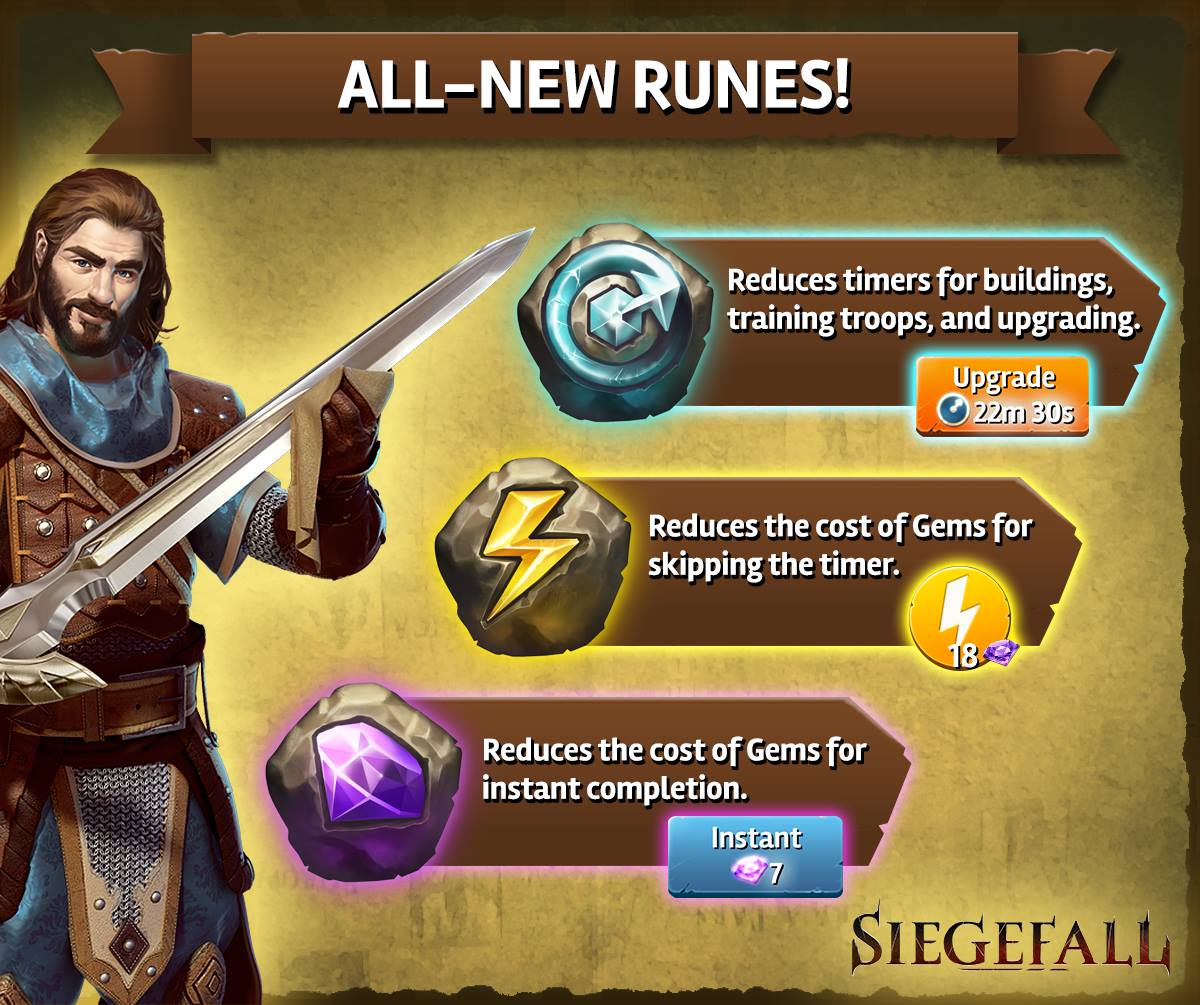 ALL-NEW RUNES!
Reduces timers for buildings,
training troops, and upgrading.
Upgrade
22m 30s
Reduces the cost of Gems for
skipping the timer.
18
Reduces the cost of Gems for
instant completion.
Instant
7
SIEGEFALL